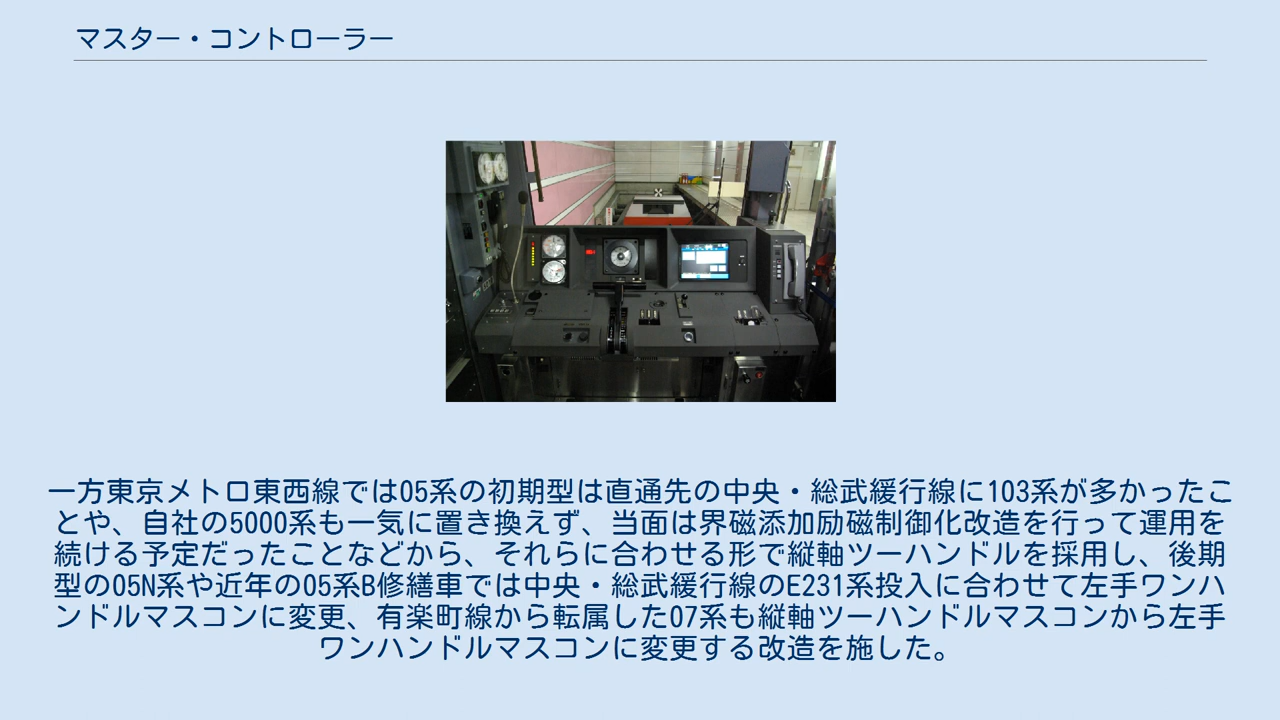 マスター・コントローラー
一方東京メトロ東西線では05系の初期型は直通先の中央・総武緩行線に103系が多かったこ
とや、自社の5000系も一気に置き換えず、当面は界磁添加励磁制御化改造を行って運用を
続ける予定だったことなどから、それらに合わせる形で縦軸ツーハンドルを採用し、後期
型の05N系や近年の05系B修繕車では中央・総武緩行線のE231系投入に合わせて左手ワンハ
ンドルマスコンに変更、有楽町線から転属した07系も縦軸ツーハンドルマスコンから左手
ワンハンドルマスコンに変更する改造を施した。